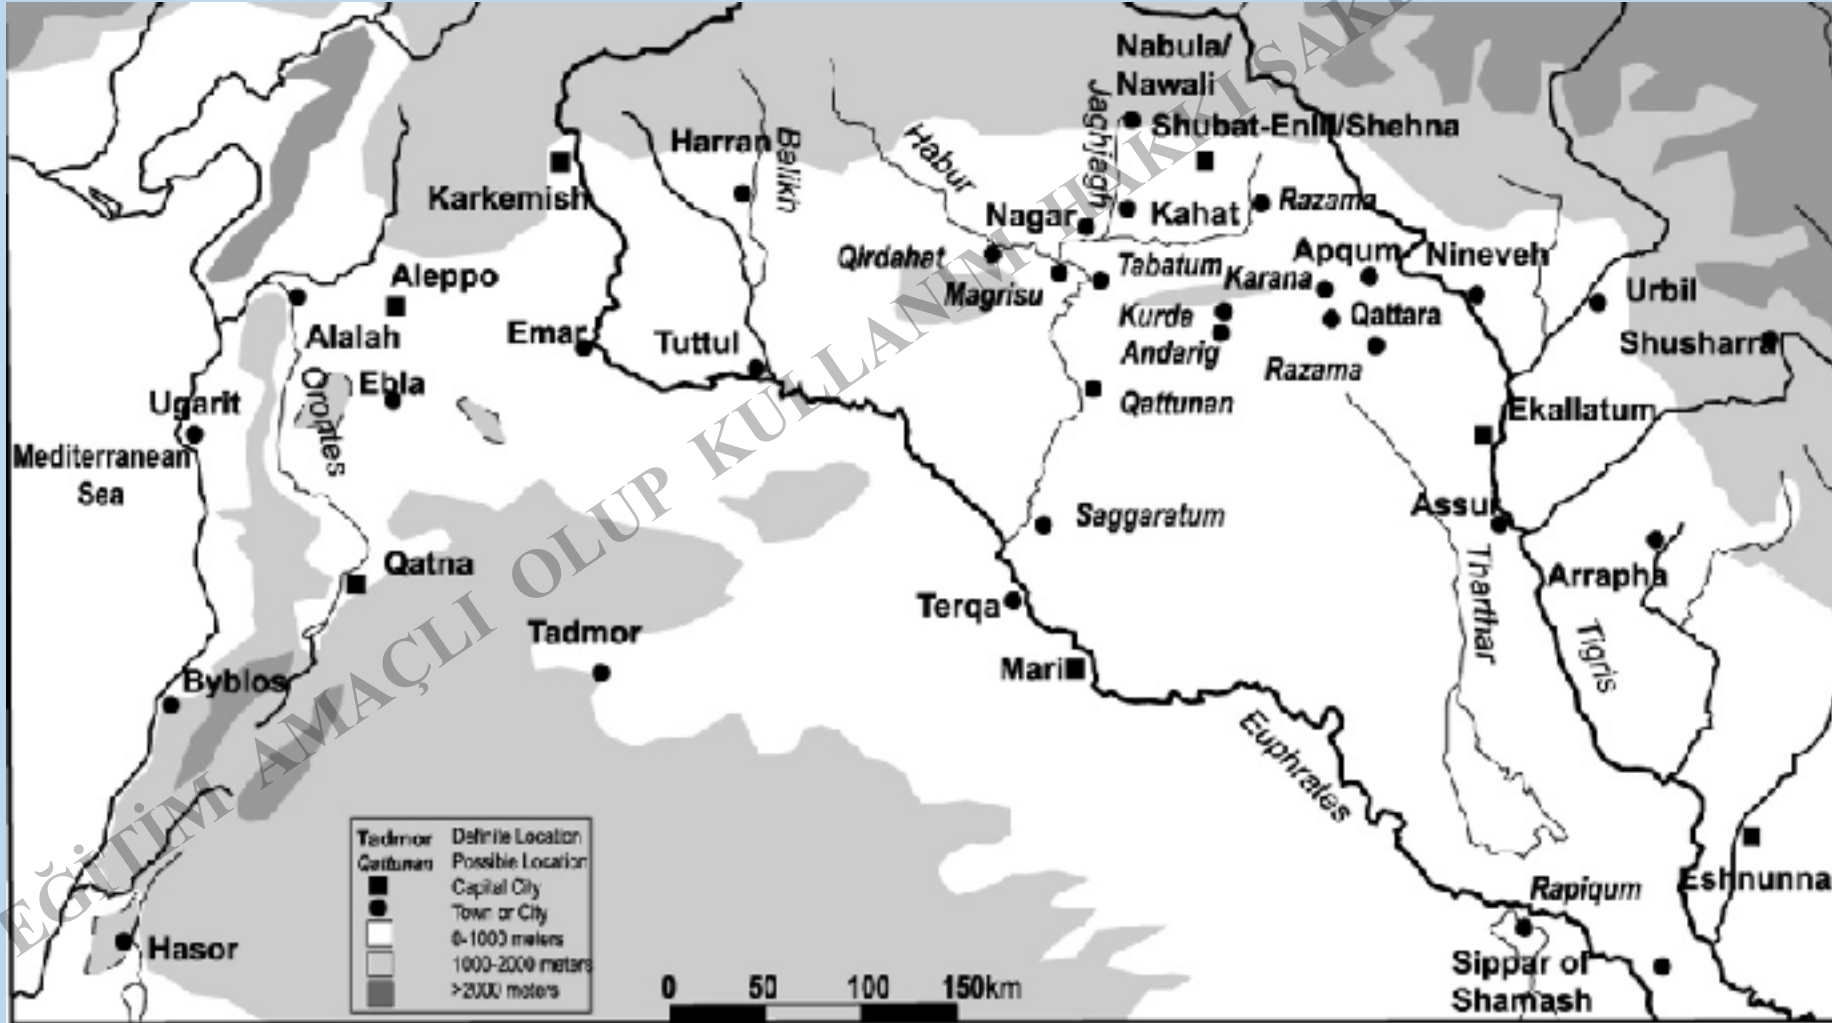 Nabula/
Nawali
Shubat-Enlil/Shehna
Jaghjagh
Harran
Balikh
Habur
Karkemish
Nagar
Kahat
Razama
Qirdahat
Magrisu
Tabatum
Karana
Apqum
Nineveh
Aleppo
Urbil
Alalah
Emar
Tuttul
Kurda
Qattara
Andarig
Razama
Shusharra
Ebla
Orontes
Ugarit
Qattunan
Ekallatum
Mediterranean
Sea
Saggaratum
Assur
Qatna
Tharthar
Arrapha
Terqa
Tadmor
Tigris
Mari
Byblos
Euphrates
Tadmor Definite Location
Qattunan Possible Location
Capital City
Town or City
0-1000 meters
1000-2000 meters
>2000 meters
Hasor
0 50 100 150km
Rapiqum
Eshnunna
Sippar of
Shamash
EĞİTİM AMAÇLI OLUP KULLANIM HAKKI SAK